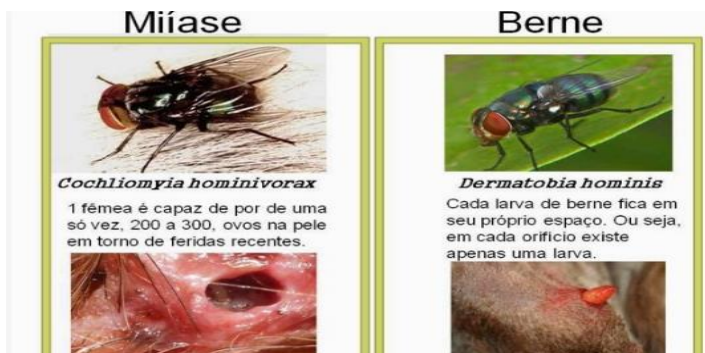 Miíase
Cochliomyia hominivorax
1 fêmea é capaz de por de uma
só vez, 200 a 300, ovos na pele
em torno de feridas recentes.
Berne
Dermatobia hominis
Cada larva de berne fica em
seu próprio espaço. Ou seja,
em cada orifício existe
apenas uma larva.